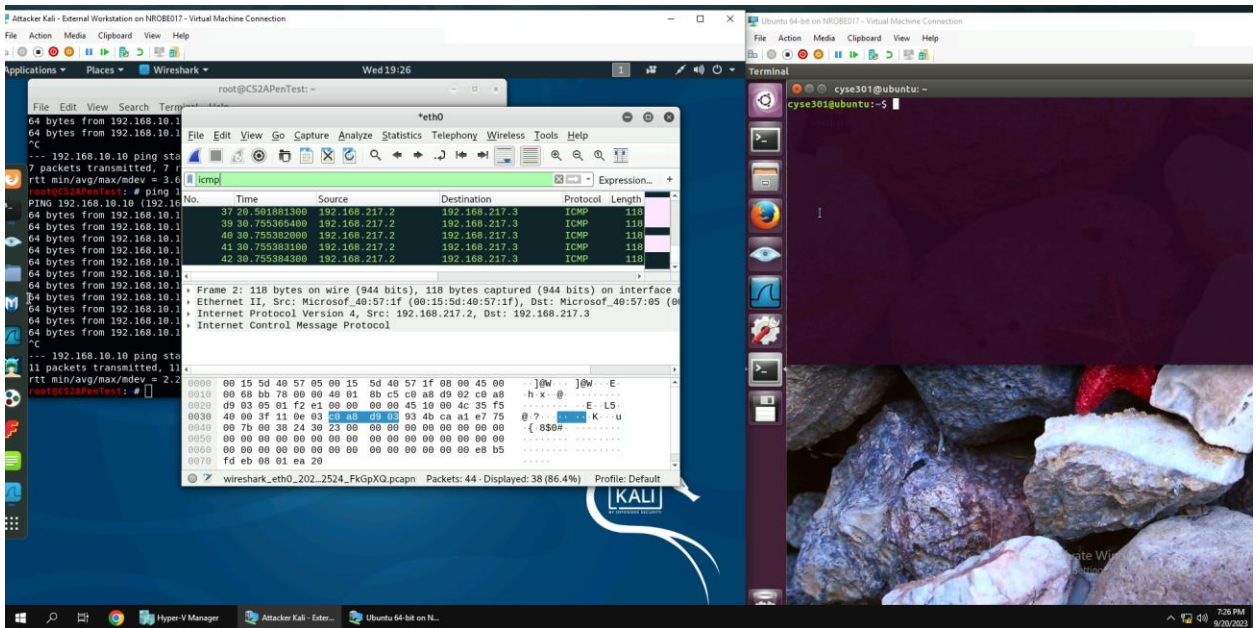 Attacker Kali - External Workstation on NROBE017 - Virtual Machine Connection
File Action Media Clipboard View Help
Applications Places Wireshark Wed 19:26 1
root@CS2APenTest: ~
File Edit View Search
64 bytes from 192.168.10.1
64 bytes from 192.168.10.1
^C
--- 192.168.10.10 ping sta
7 packets transmitted, 7 r
rtt min/avg/max/mdev = 3.6
root@CS2APenTest:~# ping 1
PING 192.168.10.10 (192.16
64 bytes from 192.168.10.1
64 bytes from 192.168.10.1
64 bytes from 192.168.10.1
64 bytes from 192.168.10.1
64 bytes from 192.168.10.1
64 bytes from 192.168.10.1
64 bytes from 192.168.10.1
64 bytes from 192.168.10.1
64 bytes from 192.168.10.1
64 bytes from 192.168.10.1
64 bytes from 192.168.10.1
^C
--- 192.168.10.10 ping sta
11 packets transmitted, 11
rtt min/avg/max/mdev = 2.2
root@CS2APenTest:~#
*eth0
File Edit View Go Capture Analyze Statistics Telephony Wireless Tools Help
icmp Expression... +
No. Time Source Destination Protocol Length
37 20.501881300 192.168.217.2 192.168.217.3 ICMP 118
39 30.755365400 192.168.217.2 192.168.217.3 ICMP 118
40 30.755382000 192.168.217.2 192.168.217.3 ICMP 118
41 30.755383100 192.168.217.2 192.168.217.3 ICMP 118
42 30.755384300 192.168.217.2 192.168.217.3 ICMP 118
Frame 2: 118 bytes on wire (944 bits), 118 bytes captured (944 bits) on interface
Ethernet II, Src: Microsof_40:57:1f (00:15:5d:40:57:1f), Dst: Microsof_40:57:05 (0
Internet Protocol Version 4, Src: 192.168.217.2, Dst: 192.168.217.3
Internet Control Message Protocol
0000 00 15 5d 40 57 05 00 15 5d 40 57 1f 08 00 45 00 ··]@W··· ]@W···E·
0010 00 68 bb 78 00 00 40 01 8b c5 c0 a8 d9 02 c0 a8 ·h·x··@· ········
0020 d9 03 05 01 f2 e1 00 00 00 00 45 10 00 4c 35 f5 ········ ··E··L5·
0030 40 00 3f 11 0e 03 c0 a8 d9 03 93 4b ca a1 e7 75 @·?····· ···K···u
0040 00 7b 00 38 24 30 23 00 00 00 00 00 00 00 00 00 ·{·8$0#· ········
0050 00 00 00 00 00 00 00 00 00 00 00 00 00 00 00 00 ········ ········
0060 00 00 00 00 00 00 00 00 00 00 00 00 00 00 e8 b5 ········ ········
0070 fd eb 08 01 ea 20 ·····
wireshark_eth0_202...2524_FkGpXQ.pcapn Packets: 44 · Displayed: 38 (86.4%) Profile: Default
KALI
BY OFFENSIVE SECURITY
Ubuntu 64-bit on NROBE017 - Virtual Machine Connection
File Action Media Clipboard View Help
Terminal
cyse301@ubuntu: ~
cyse301@ubuntu:~$
Hyper-V Manager
Attacker Kali - Exter...
Ubuntu 64-bit on N...
7:26 PM
9/20/2023